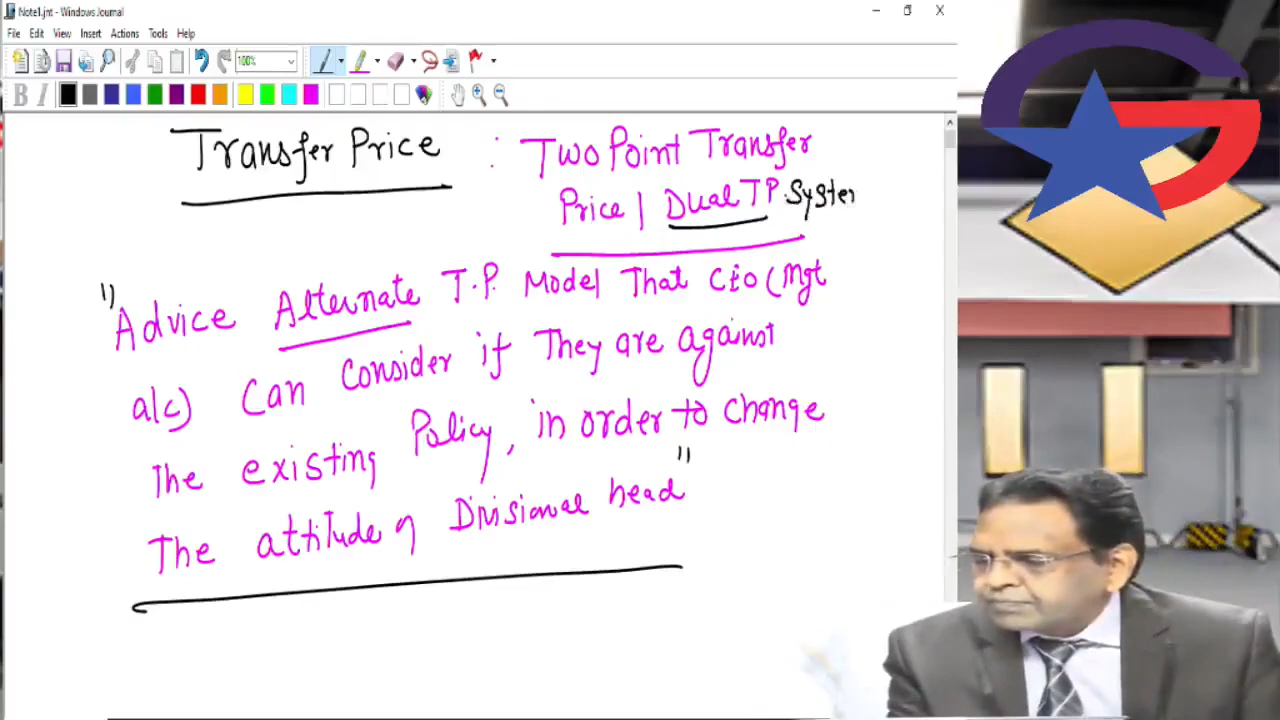 Note1.jnt - Windows Journal
File Edit View Insert Actions Tools Help
100%
B I
Transfer Price : Two Point Transfer
Price | Dual TP System
" Advice Alternate T.P. Model That CEO (Mgt
a/c) Can Consider if They are against
The existing Policy, in order to change
The attitude of Divisional head "